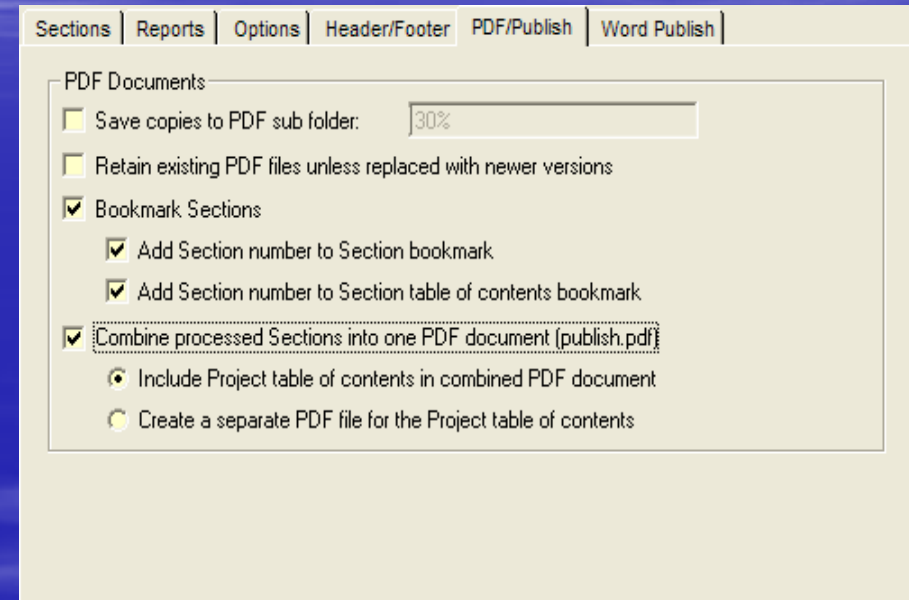 Sections Reports Options Header/Footer PDF/Publish Word Publish
PDF Documents
Save copies to PDF sub folder: 30%
Retain existing PDF files unless replaced with newer versions
Bookmark Sections
Add Section number to Section bookmark
Add Section number to Section table of contents bookmark
Combine processed Sections into one PDF document (publish.pdf)
Include Project table of contents in combined PDF document
Create a separate PDF file for the Project table of contents